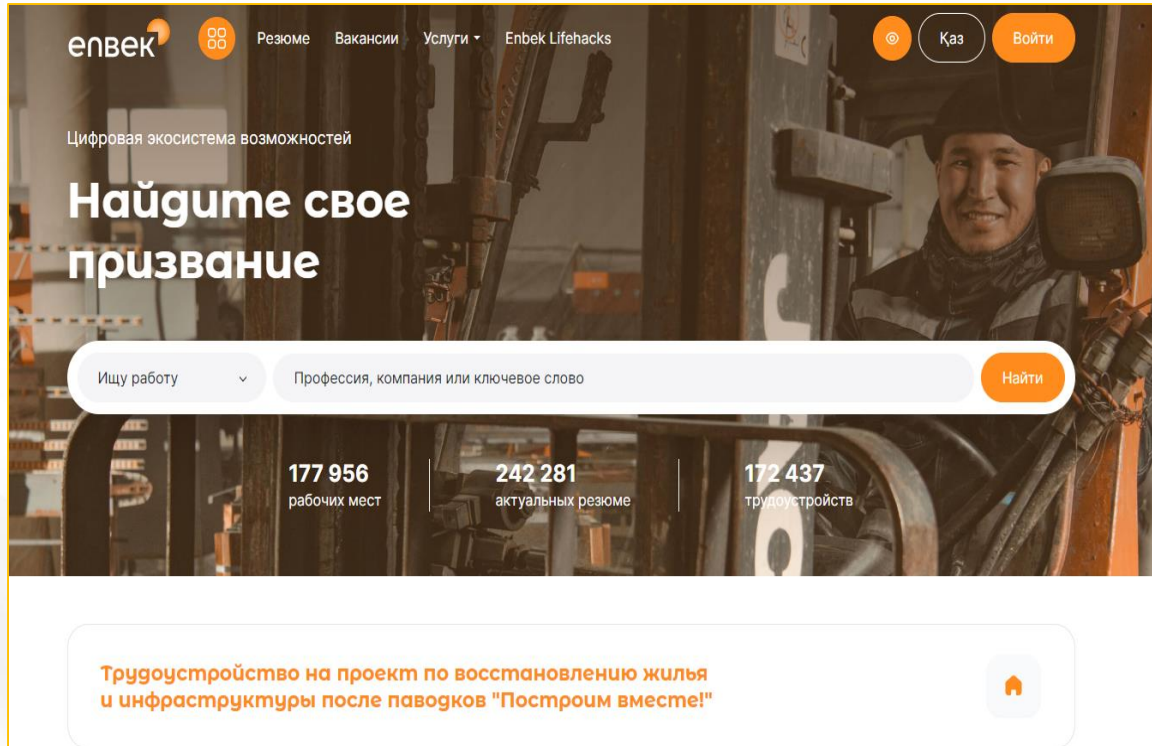 enbek
Резюме Вакансии Услуги Enbek Lifehacks Қаз Войти
Цифровая экосистема возможностей
Найдите свое
призвание
Ищу работу Профессия, компания или ключевое слово Найти
177 956 242 281 172 437
рабочих мест актуальных резюме трудоустройств
Трудоустройство на проект по восстановлению жилья
и инфраструктуры после паводков "Построим вместе!"